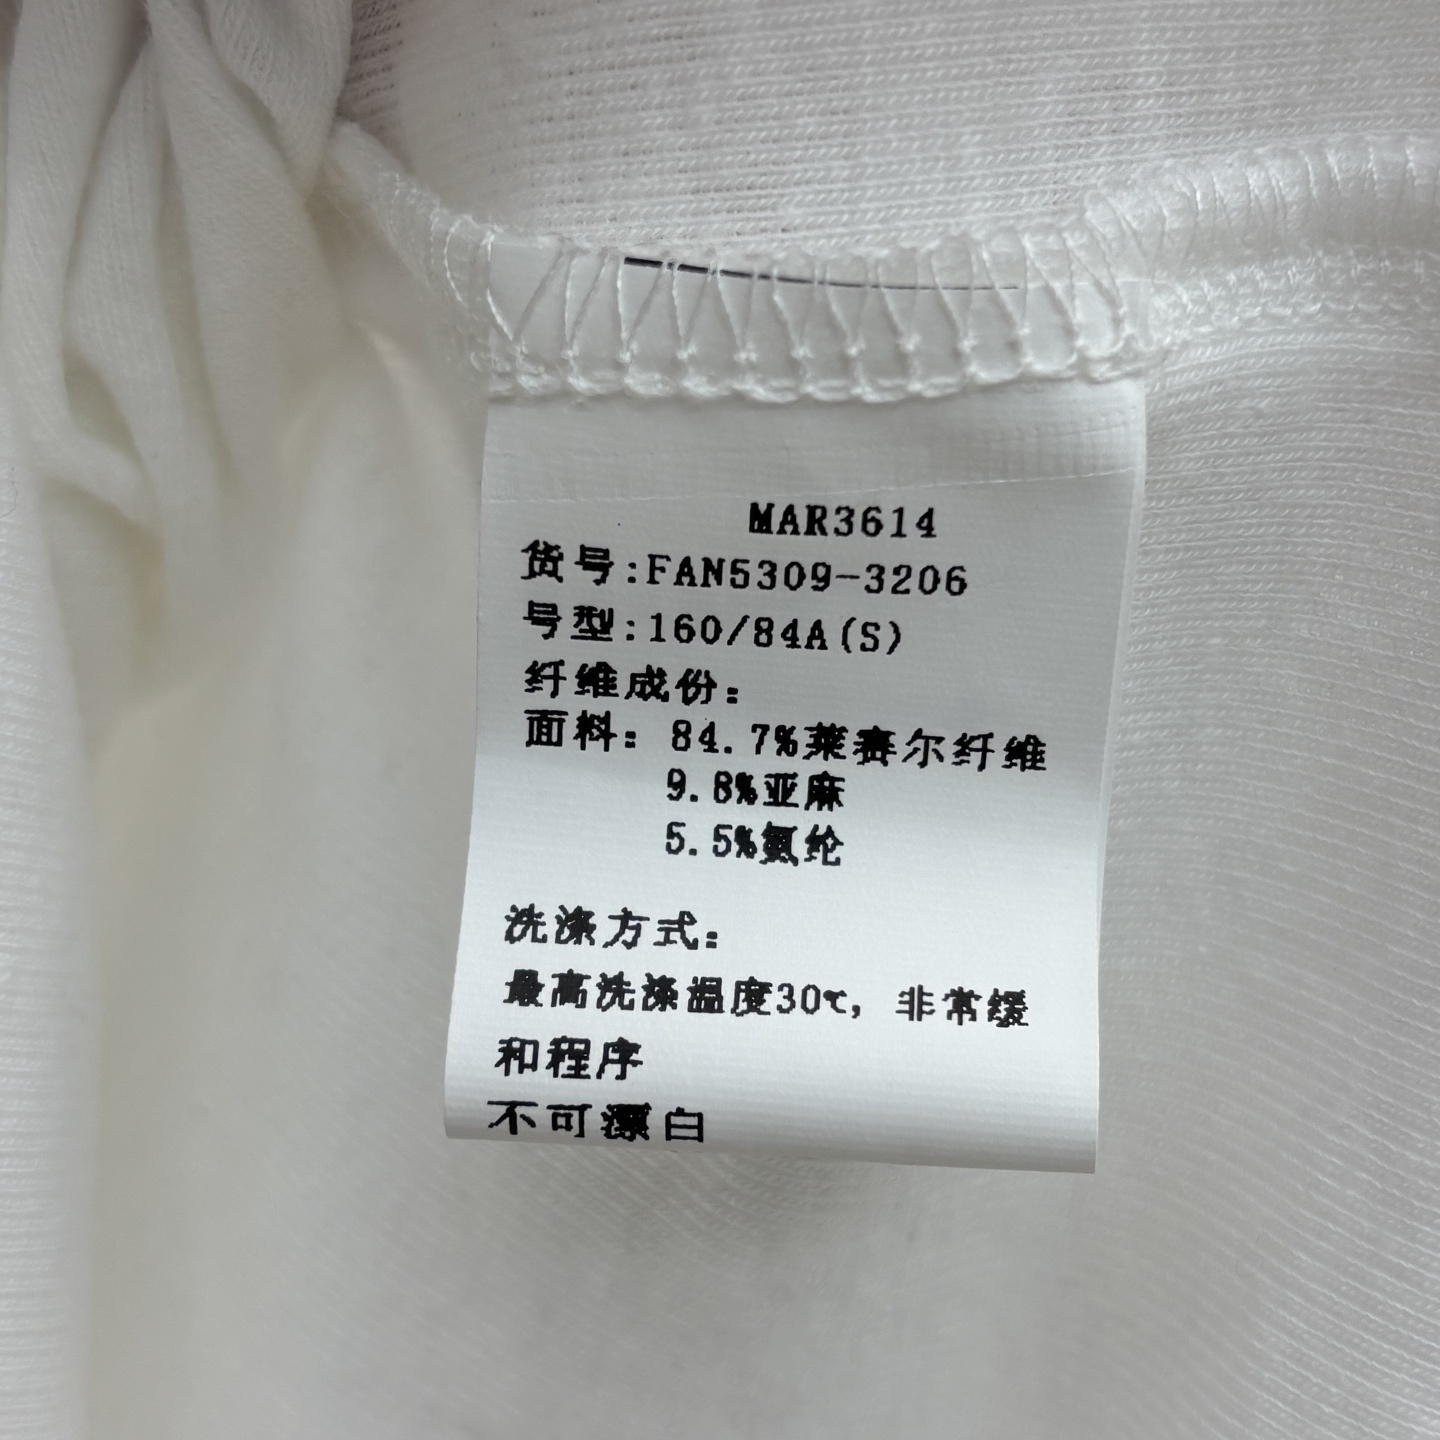 MAR3614
货号:FAN5309-3206
号型:160/84A(S)
纤维成份:
面料: 84.7%莱赛尔纤维
9.8%亚麻
5.5%氨纶
洗涤方式:
最高洗涤温度30℃, 非常缓
和程序
不可漂白